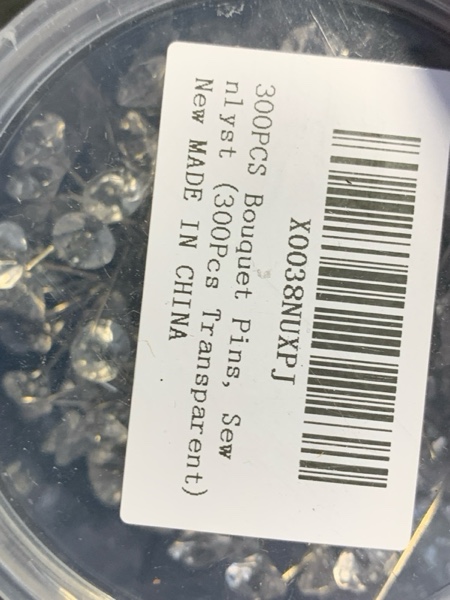 X0038NUXPJ
300PCS Bouquet Pins, Sew
nlyst (300Pcs Transparent)
New MADE IN CHINA